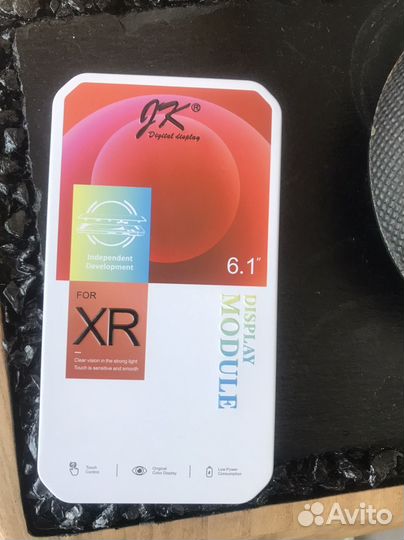 JK®
Digital display
Independent
Development
6.1"
FOR
XR
Clear vision in the strong light
Touch is sensitive and smooth
DISPLAY
MODULE
Touch
Control
Original
Color Display
Low Power
Consumption
Avito